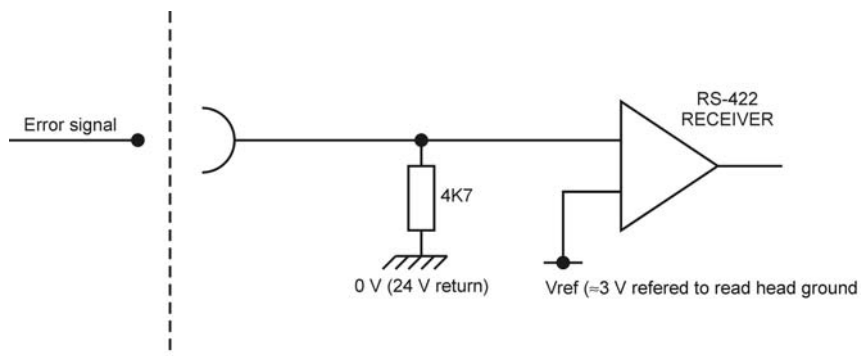 Error signal
RS-422
RECEIVER
4K7
0 V (24 V return)
Vref (≈3 V refered to read head ground